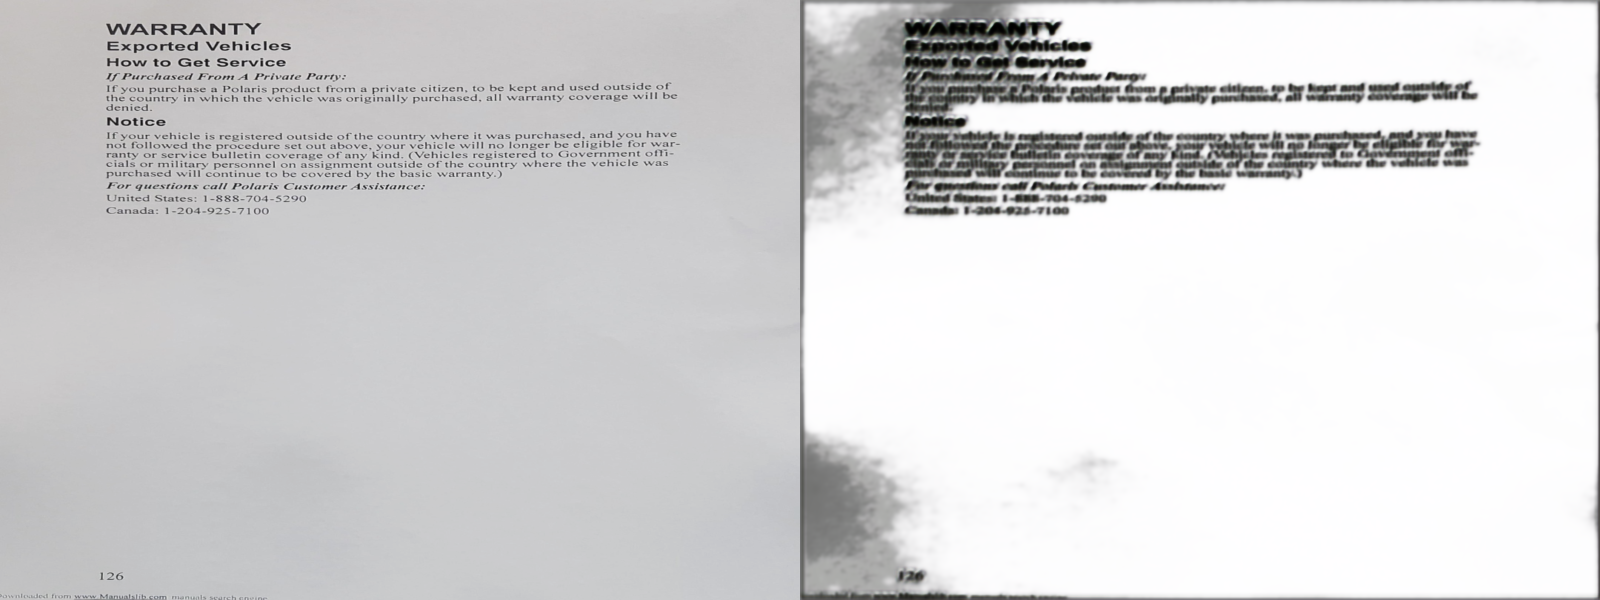 WARRANTY
Exported Vehicles
How to Get Service
If Purchased From A Private Party:
If you purchase a Polaris product from a private citizen, to be kept and used outside of
the country in which the vehicle was originally purchased, all warranty coverage will be
denied.
Notice
If your vehicle is registered outside of the country where it was purchased, and you have
not followed the procedure set out above, your vehicle will no longer be eligible for war-
ranty or service bulletin coverage of any kind. (Vehicles registered to Government offi-
cials or military personnel on assignment outside of the country where the vehicle was
purchased will continue to be covered by the basic warranty.)
For questions call Polaris Customer Assistance:
United States: 1-888-704-5290
Canada: 1-204-925-7100
126
Downloaded from www.Manualslib.com manuals search engine
WARRANTY
Exported Vehicles
How to Get Service
If Purchased From A Private Party:
If you purchase a Polaris product from a private citizen, to be kept and used outside of
the country in which the vehicle was originally purchased, all warranty coverage will be
denied.
Notice
If your vehicle is registered outside of the country where it was purchased, and you have
not followed the procedure set out above, your vehicle will no longer be eligible for war-
ranty or service bulletin coverage of any kind. (Vehicles registered to Government offi-
cials or military personnel on assignment outside of the country where the vehicle was
purchased will continue to be covered by the basic warranty.)
For questions call Polaris Customer Assistance:
United States: 1-888-704-5290
Canada: 1-204-925-7100
126